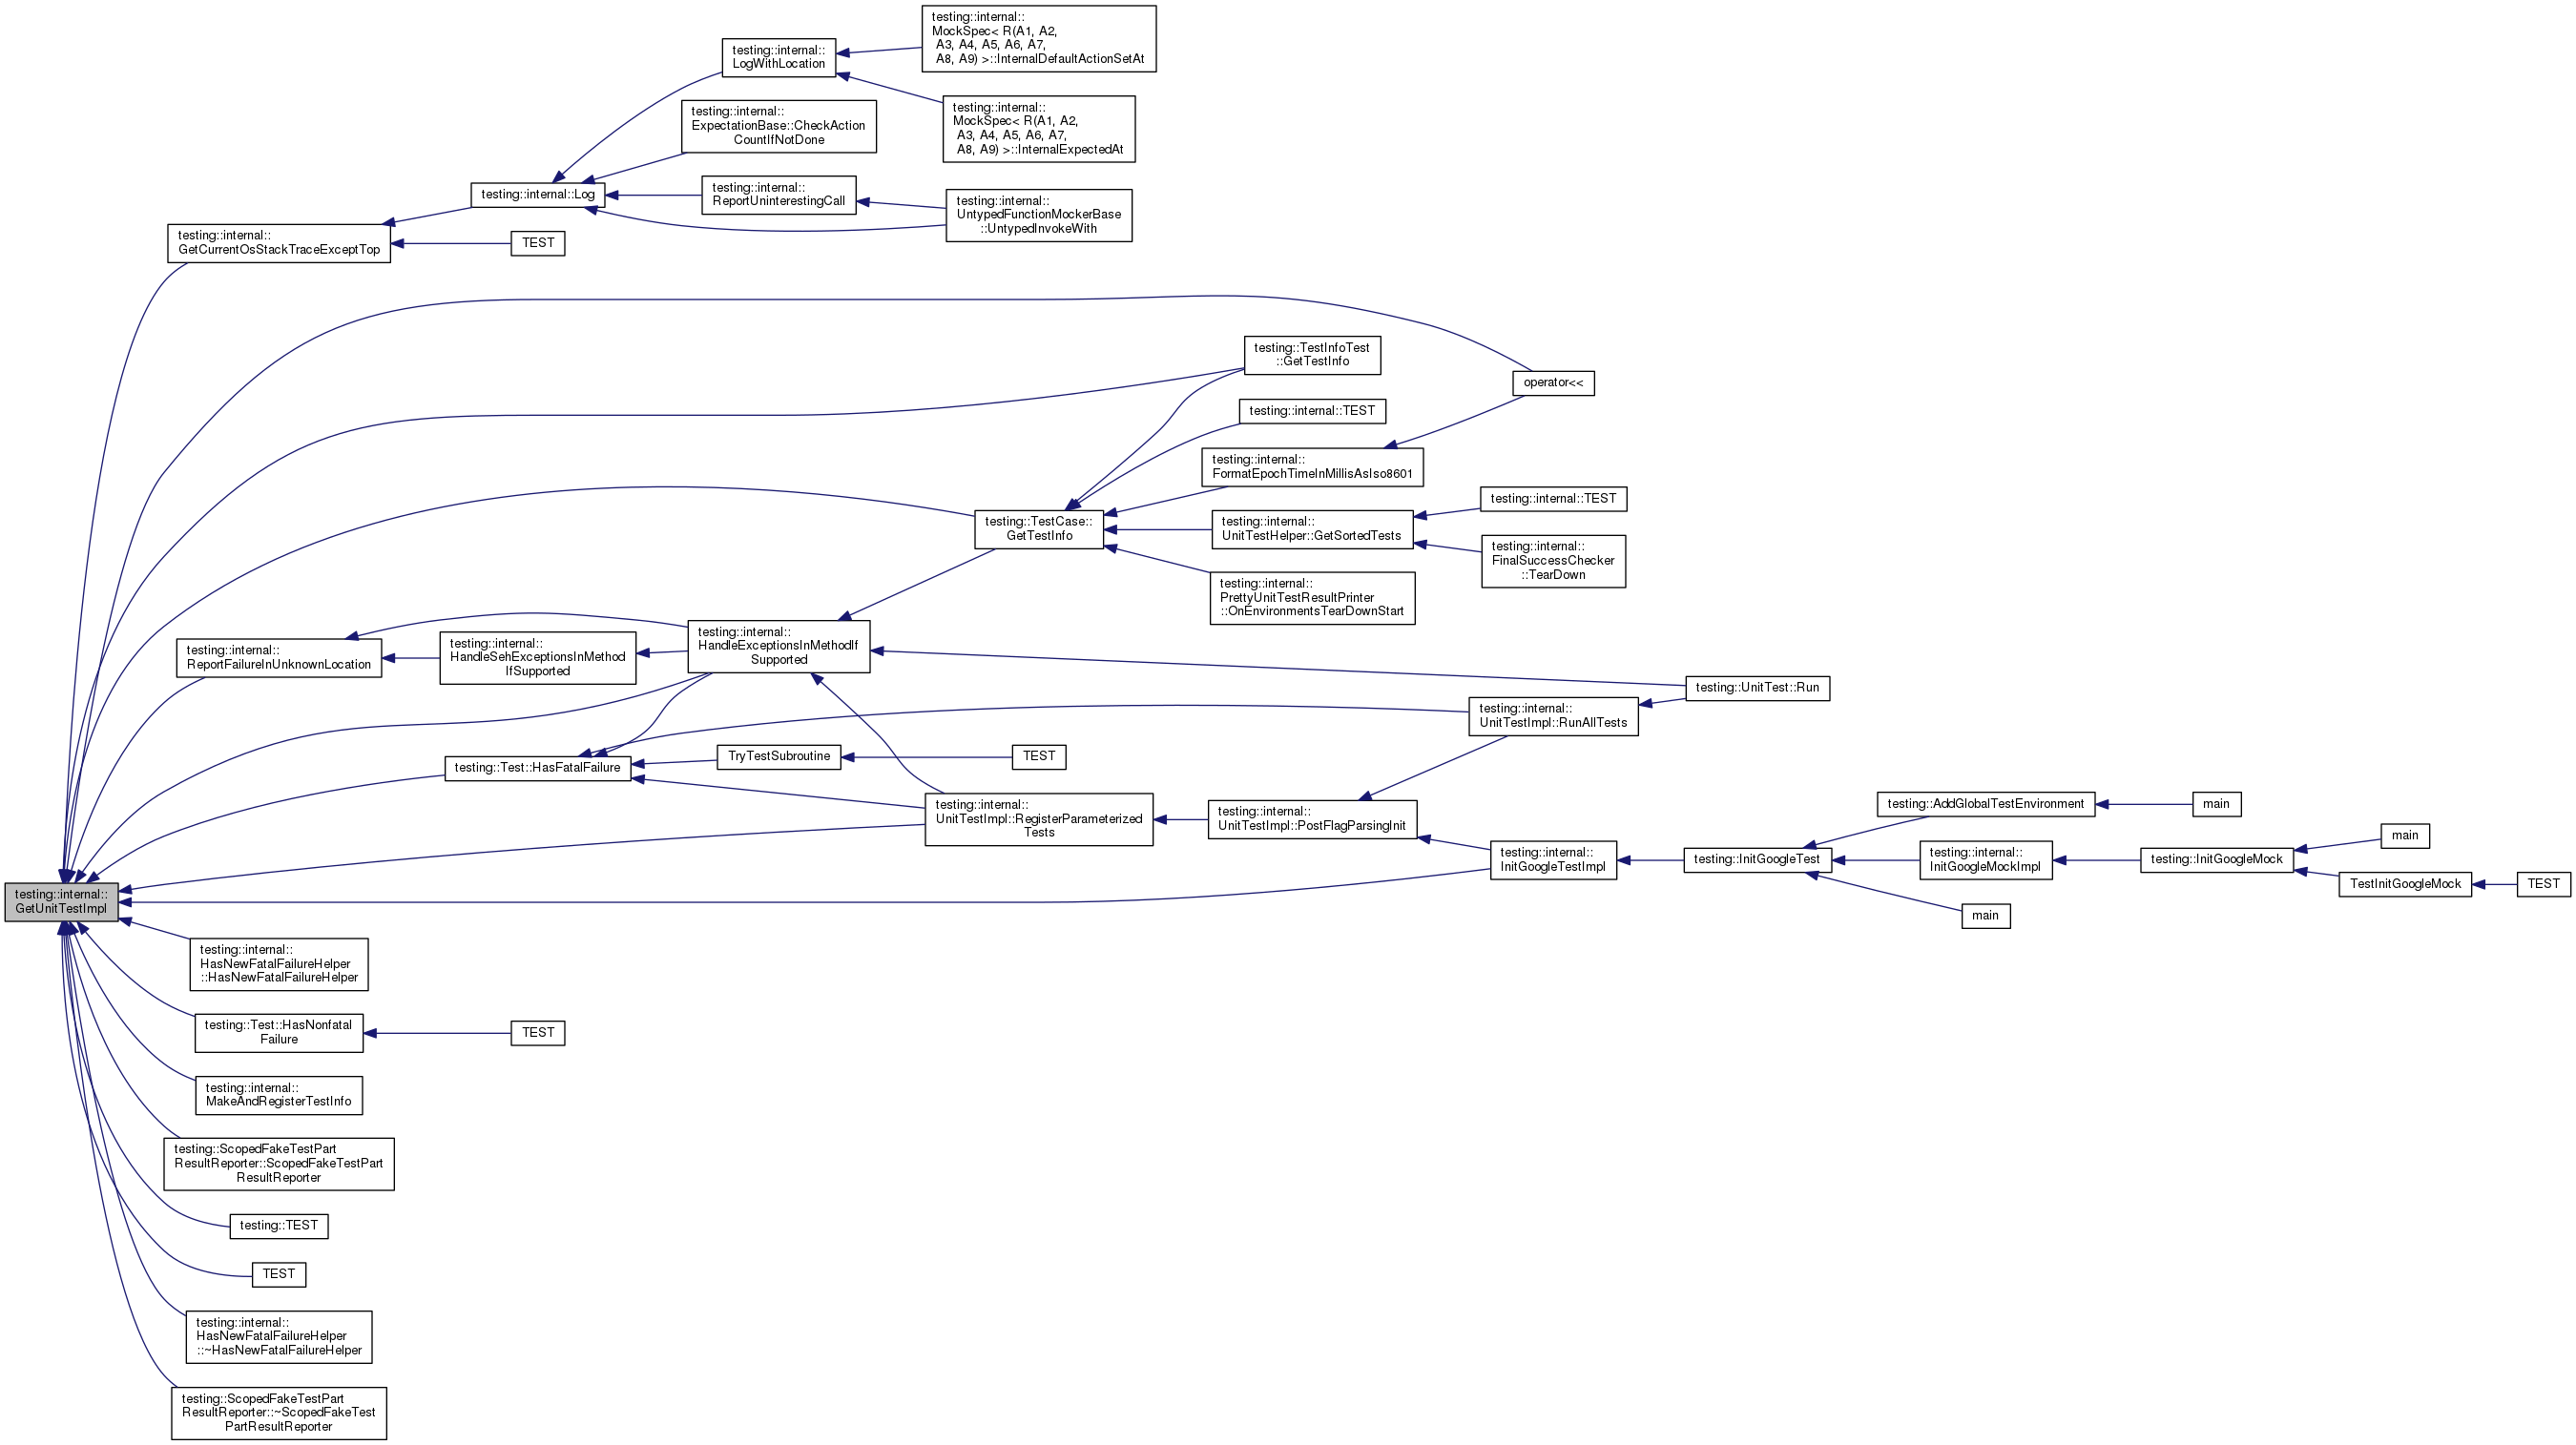 testing::internal::
MockSpec< R(A1, A2,
A3, A4, A5, A6, A7,
A8, A9) >::InternalDefaultActionSetAt
testing::internal::
LogWithLocation
testing::internal::
MockSpec< R(A1, A2,
A3, A4, A5, A6, A7,
A8, A9) >::InternalExpectedAt
testing::internal::
ExpectationBase::CheckAction
CountIfNotDone
testing::internal::Log
testing::internal::
ReportUninterestingCall
testing::internal::
UntypedFunctionMockerBase
::UntypedInvokeWith
testing::internal::
GetCurrentOsStackTraceExceptTop
TEST
testing::TestInfoTest
::GetTestInfo
operator<<
testing::internal::TEST
testing::internal::
FormatEpochTimeInMillisAsIso8601
testing::internal::TEST
testing::TestCase::
GetTestInfo
testing::internal::
UnitTestHelper::GetSortedTests
testing::internal::
FinalSuccessChecker
::TearDown
testing::internal::
PrettyUnitTestResultPrinter
::OnEnvironmentsTearDownStart
testing::internal::
ReportFailureInUnknownLocation
testing::internal::
HandleSehExceptionsInMethod
IfSupported
testing::internal::
HandleExceptionsInMethodIf
Supported
testing::UnitTest::Run
testing::internal::
UnitTestImpl::RunAllTests
testing::Test::HasFatalFailure
TryTestSubroutine
TEST
testing::internal::
UnitTestImpl::RegisterParameterized
Tests
testing::internal::
UnitTestImpl::PostFlagParsingInit
testing::AddGlobalTestEnvironment
main
testing::internal::
InitGoogleTestImpl
testing::InitGoogleTest
testing::internal::
InitGoogleMockImpl
testing::InitGoogleMock
main
TestInitGoogleMock
TEST
main
testing::internal::
GetUnitTestImpl
testing::internal::
HasNewFatalFailureHelper
::HasNewFatalFailureHelper
testing::Test::HasNonfatal
Failure
TEST
testing::internal::
MakeAndRegisterTestInfo
testing::ScopedFakeTestPart
ResultReporter::ScopedFakeTestPart
ResultReporter
testing::TEST
TEST
testing::internal::
HasNewFatalFailureHelper
::~HasNewFatalFailureHelper
testing::ScopedFakeTestPart
ResultReporter::~ScopedFakeTest
PartResultReporter